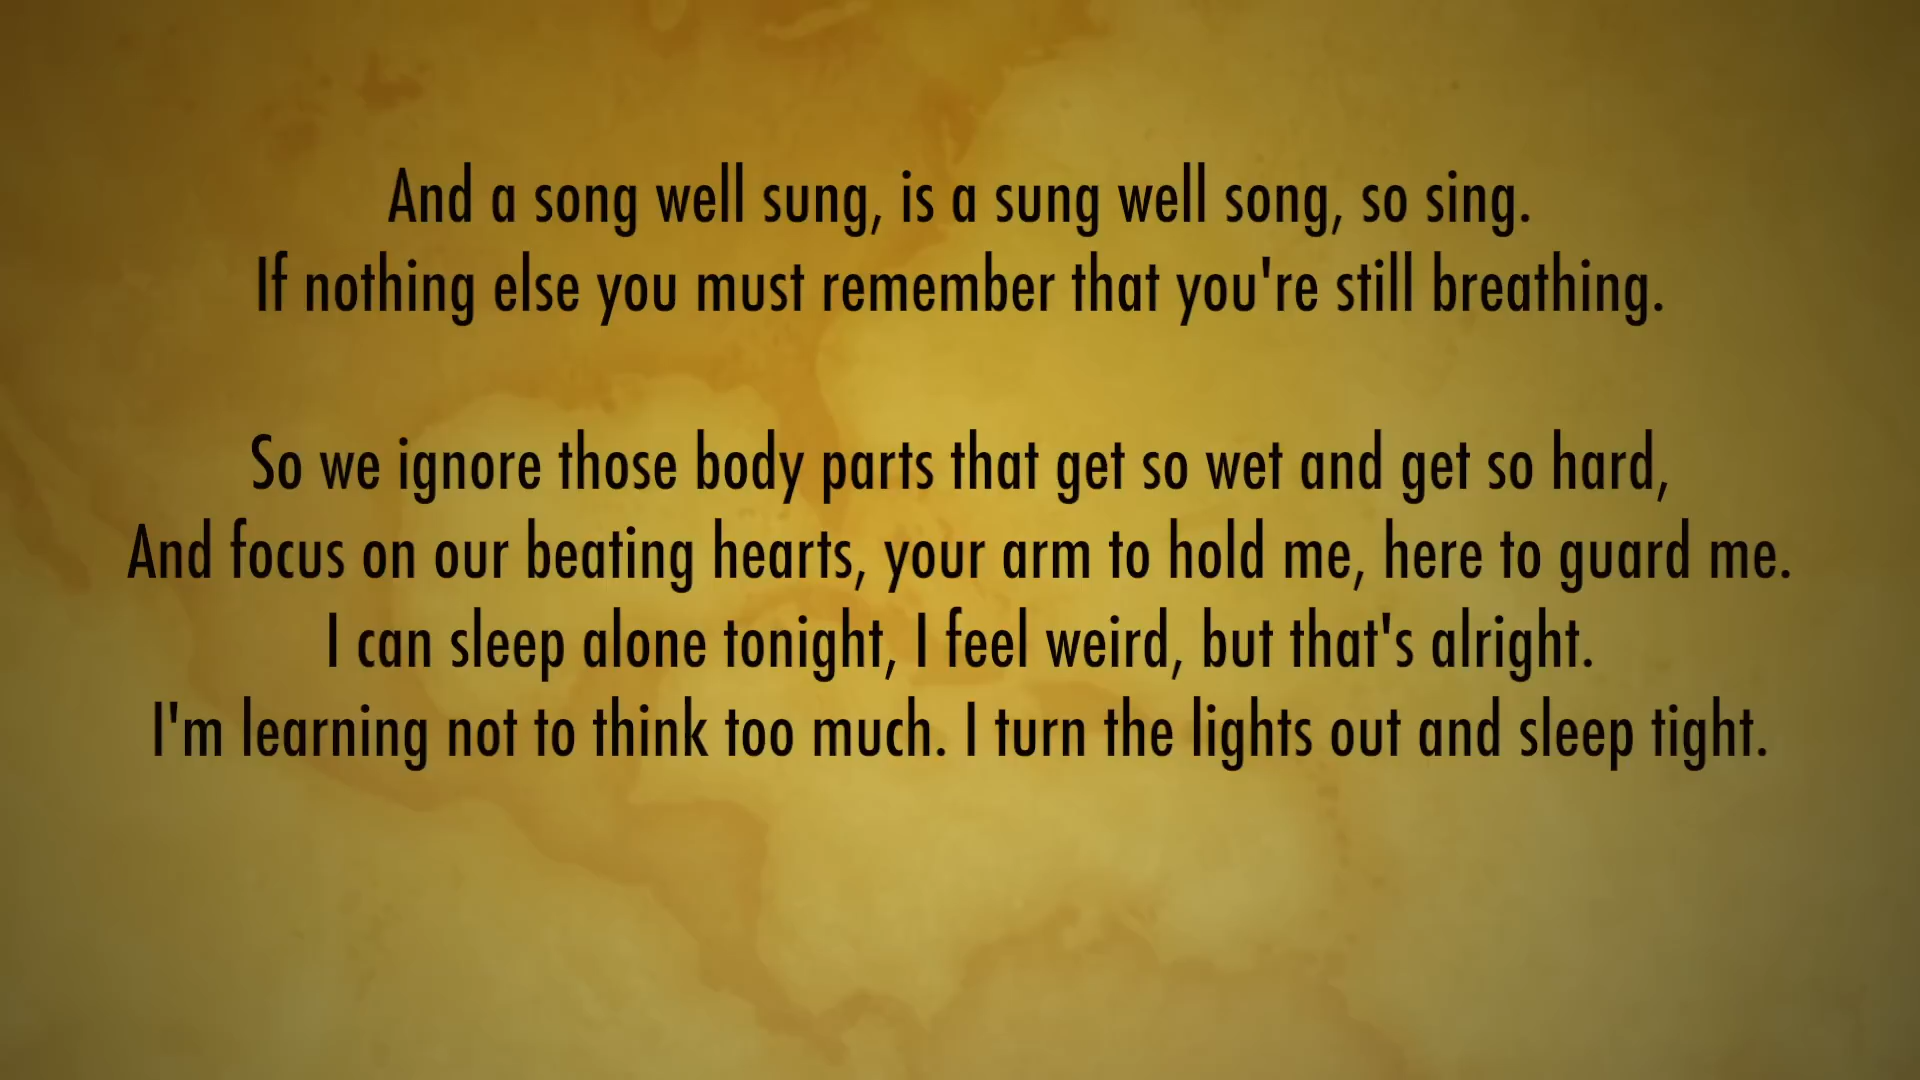 And a song well sung, is a sung well song, so sing.
If nothing else you must remember that you're still breathing.
So we ignore those body parts that get so wet and get so hard,
And focus on our beating hearts, your arm to hold me, here to guard me.
I can sleep alone tonight, I feel weird, but that's alright.
I'm learning not to think too much. I turn the lights out and sleep tight.